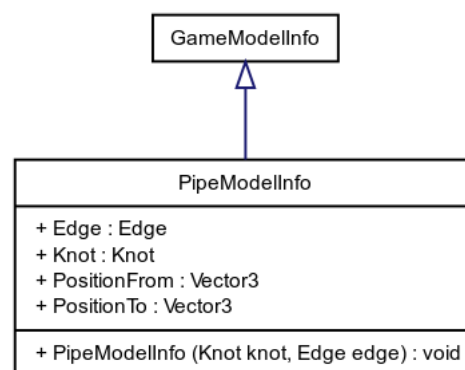 GameModelInfo
PipeModelInfo
+ Edge : Edge
+ Knot : Knot
+ PositionFrom : Vector3
+ PositionTo : Vector3
+ PipeModelInfo (Knot knot, Edge edge) : void